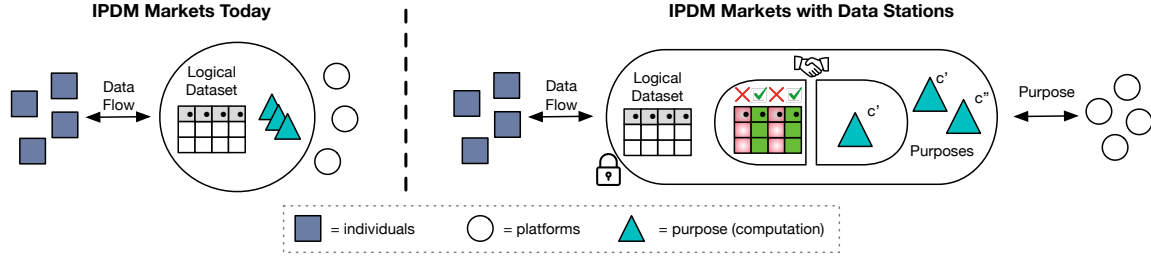 IPDM Markets Today
IPDM Markets with Data Stations
Data
Flow
Logical
Dataset
Data
Flow
Logical
Dataset
c'
c'
c"
Purposes
Purpose
= individuals
= platforms
= purpose (computation)